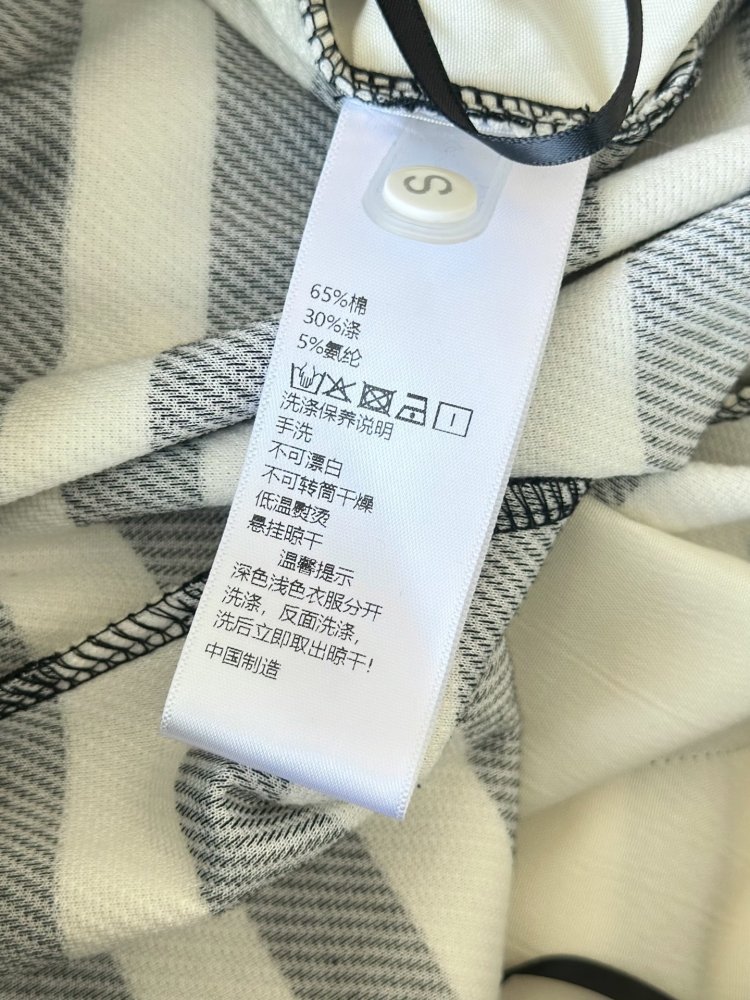 S
65%棉
30%涤
5%氨纶
洗涤保养说明
手洗
不可漂白
不可转筒干燥
低温熨烫
悬挂晾干
温馨提示
深色浅色衣服分开
洗涤，反面洗涤，
洗后立即取出晾干!
中国制造